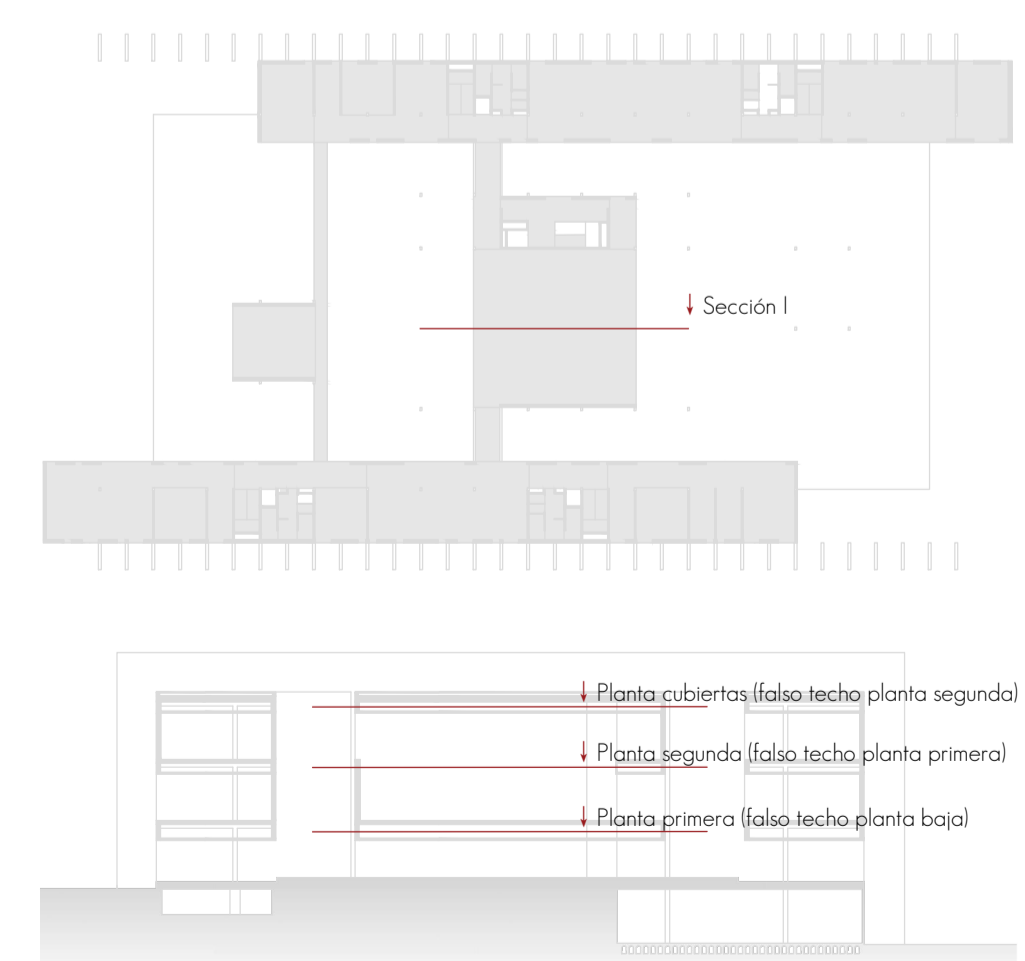 Sección I
Planta cubiertas (falso techo planta segunda)
Planta segunda (falso techo planta primera)
Planta primera (falso techo planta baja)